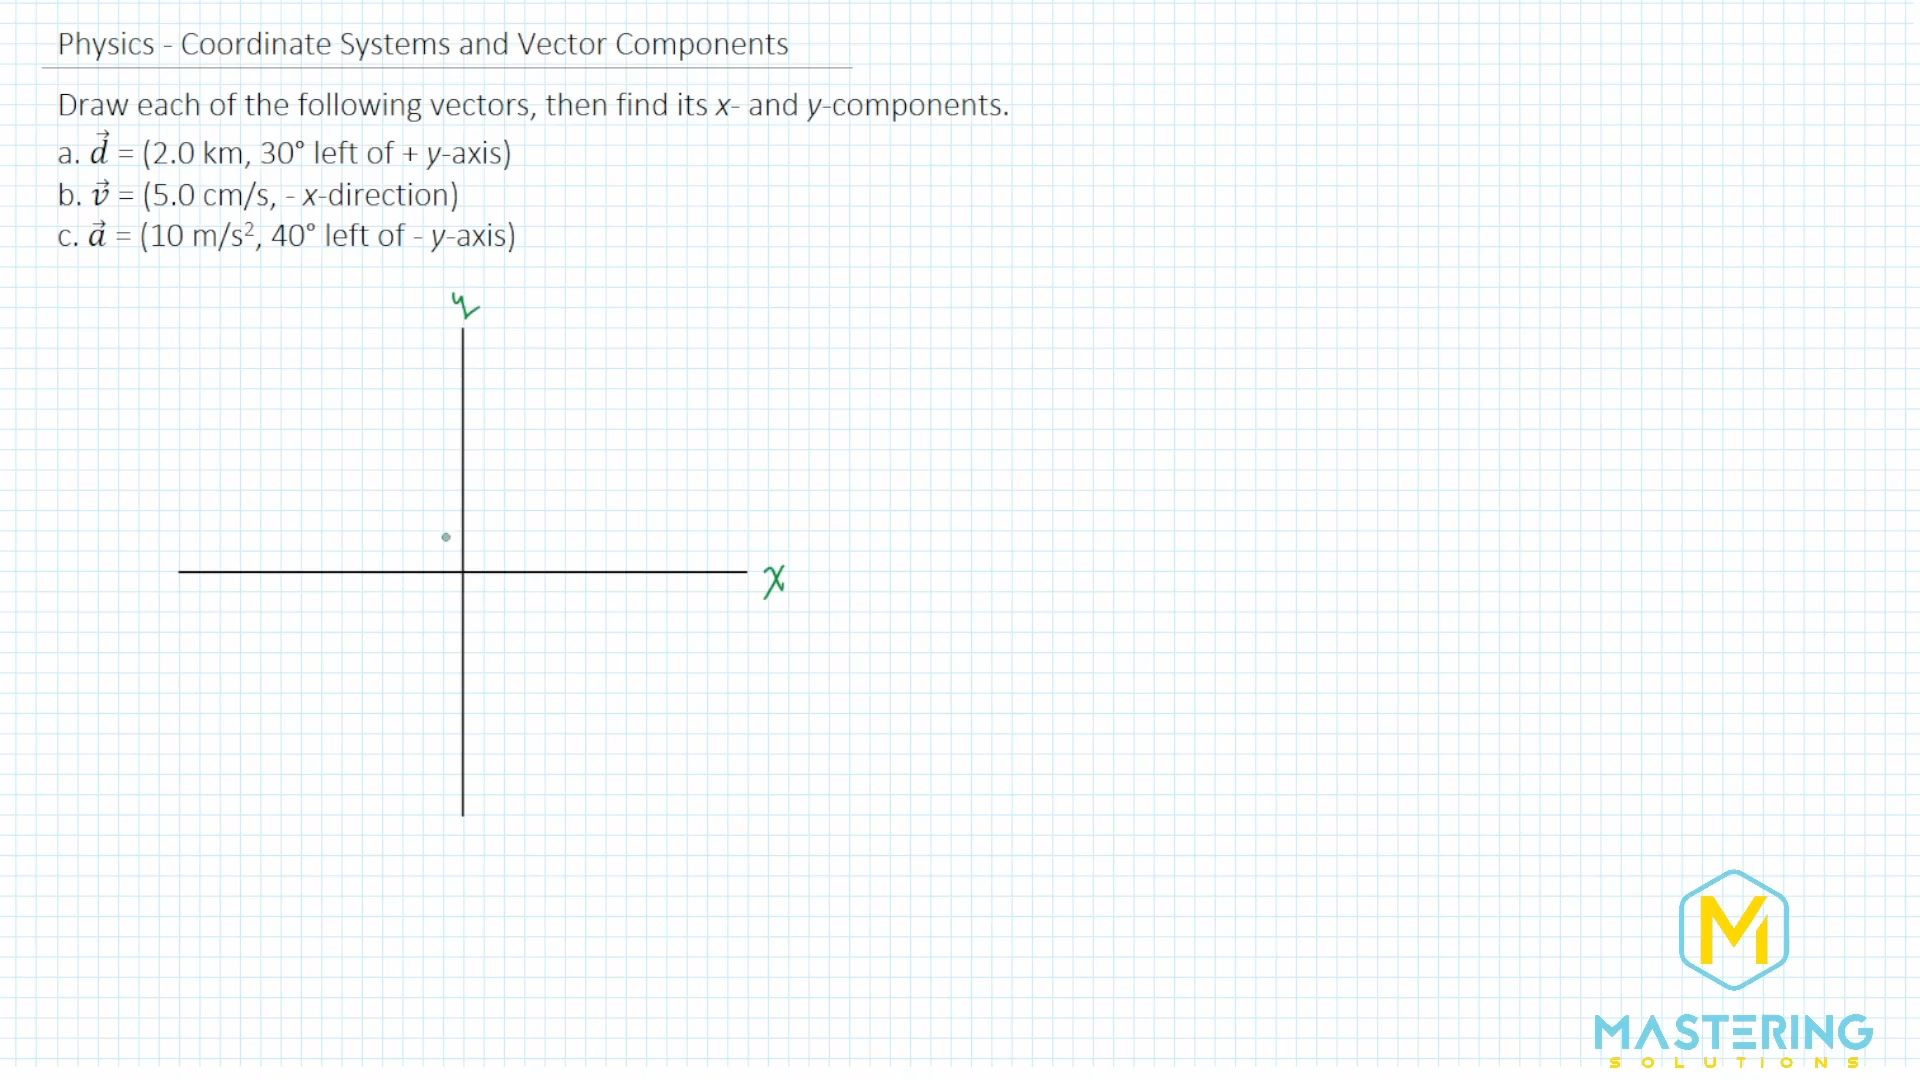 Physics - Coordinate Systems and Vector Components
Draw each of the following vectors, then find its x- and y-components.
a. d⃗ = (2.0 km, 30° left of + y-axis)
b. v⃗ = (5.0 cm/s, - x-direction)
c. a⃗ = (10 m/s², 40° left of - y-axis)
y
x
M
MASTERING
SOLUTIONS